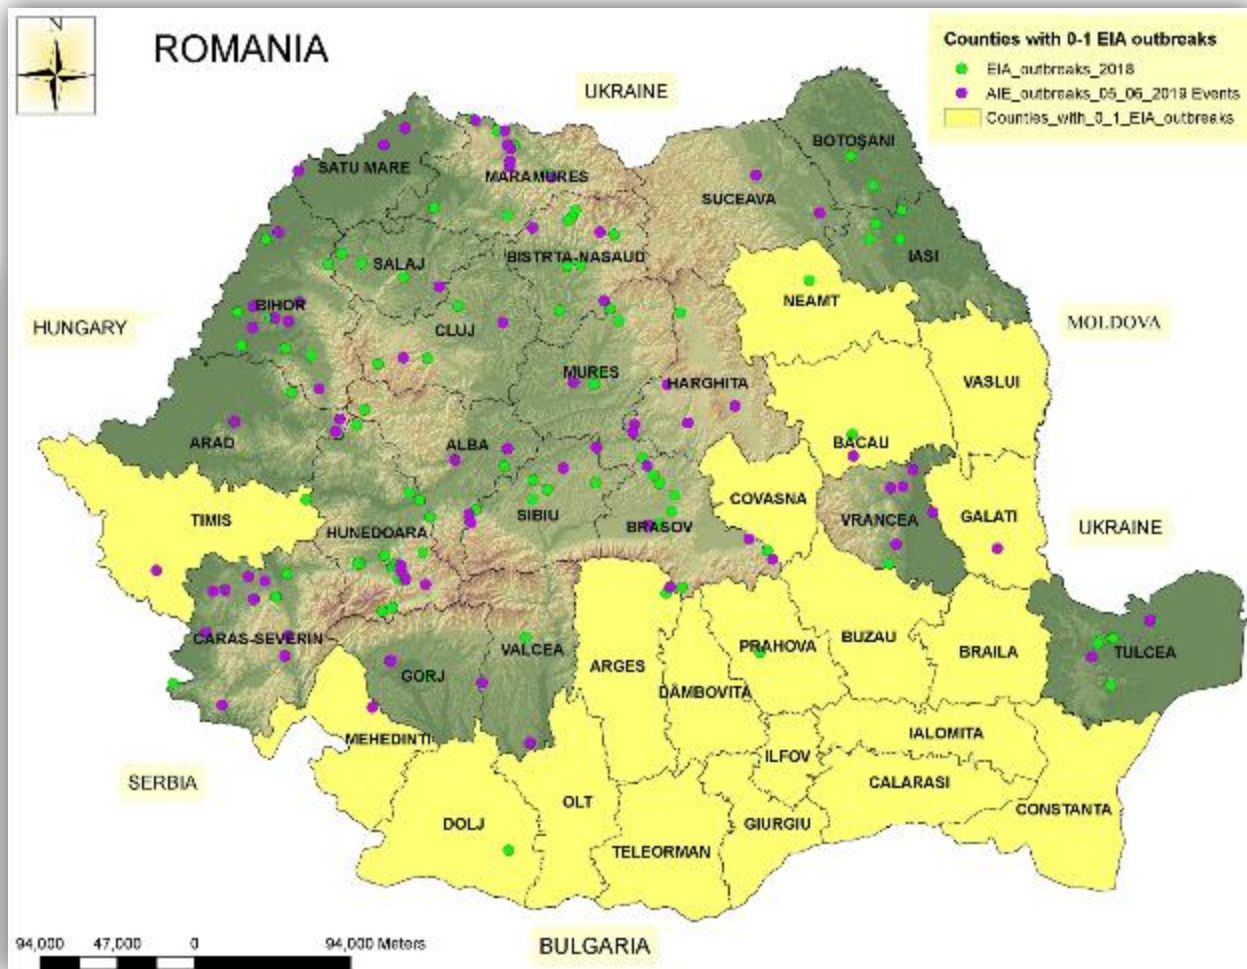 N
ROMANIA
UKRAINE
Counties with 0-1 EIA outbreaks
EIA_outbreaks_2018
AIE_outbreaks_05_06_2019 Events
Counties_with_0_1_EIA_outbreaks
BOTOŞANI
SATU MARE
MARAMURES
SUCEAVA
IASI
BISTRTA-NASAUD
SALAJ
NEAMT
BIHOR
HUNGARY
CLUJ
MOLDOVA
MURES
HARGHITA
VASLUI
ARAD
ALBA
BACAU
COVASNA
TIMIS
SIBIU
BRASOV
VRANCEA
GALATI
UKRAINE
HUNEDOARA
CARAS-SEVERIN
VALCEA
PRAHOVA
BUZAU
BRAILA
TULCEA
ARGES
GORJ
DÂMBOVITA
MEHEDINTI
IALOMITA
ILFOV
SERBIA
CALARASI
OLT
CONSTANTA
DOLJ
GIURGIU
TELEORMAN
94,000 47,000 0 94,000 Meters
BULGARIA